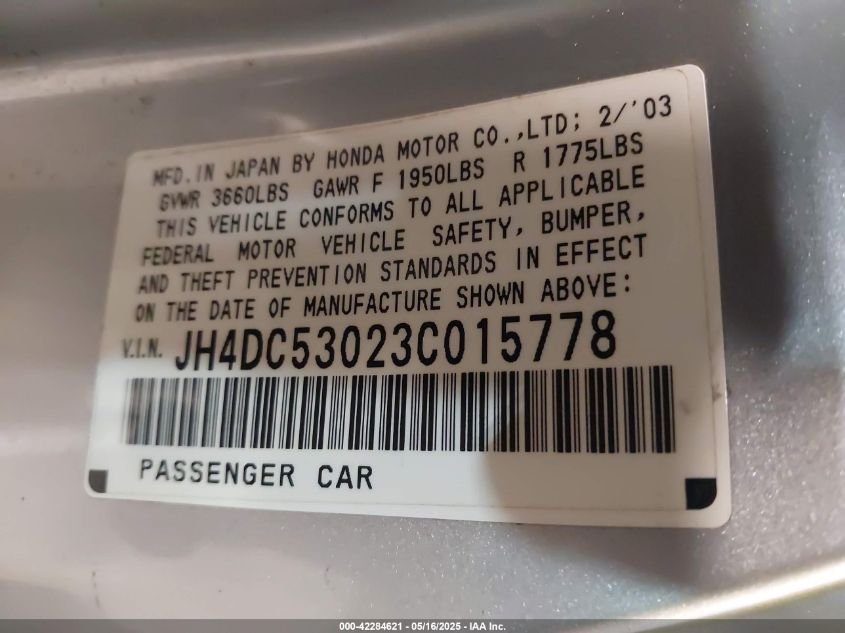 MFD. IN JAPAN BY HONDA MOTOR CO.,LTD; 2/'03
GVWR 3660LBS GAWR F 1950LBS R 1775LBS
THIS VEHICLE CONFORMS TO ALL APPLICABLE
FEDERAL MOTOR VEHICLE SAFETY, BUMPER,
AND THEFT PREVENTION STANDARDS IN EFFECT
ON THE DATE OF MANUFACTURE SHOWN ABOVE:
V.I.N. JH4DC53023C015778
PASSENGER CAR
000-42284621 - 05/16/2025 - IAA Inc.